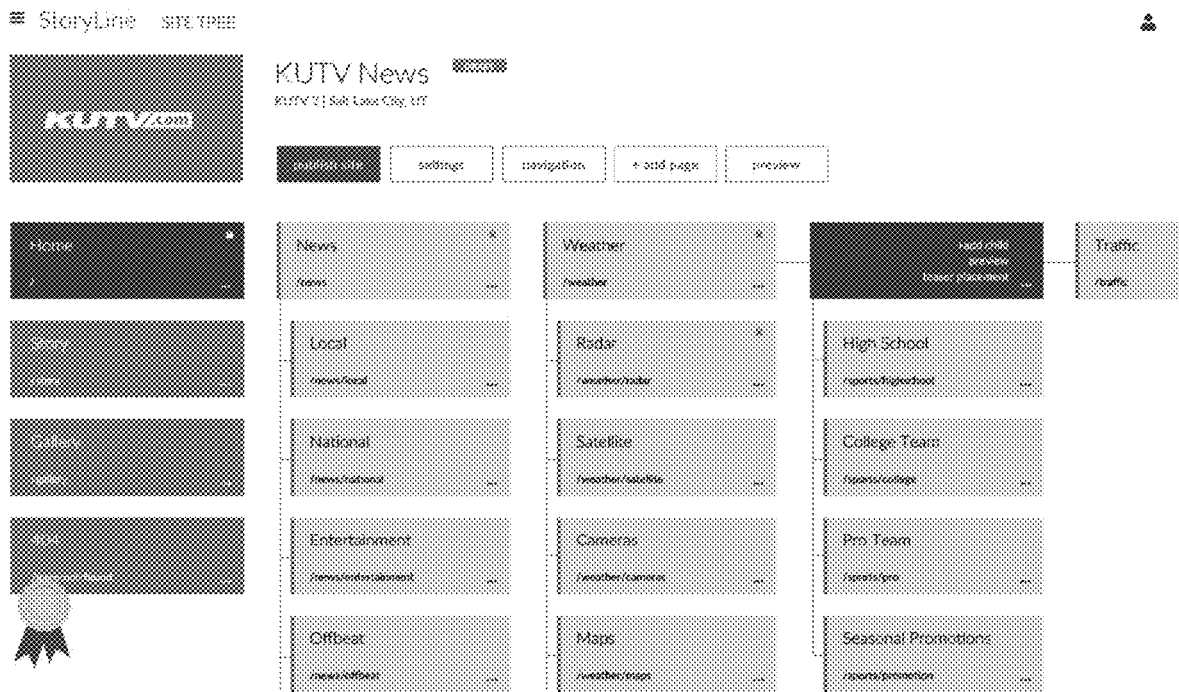 StoryLine SITE TREE
KUTV.com
KUTV News
KUTV 2 | Salt Lake City, UT
settings
navigation
+ add page
preview
Home
/
...
News
/news
...
Weather
/weather
...
+add child
preview
teaser placement
...
Traffic
/traffic
Local
/news/local
...
Radar
/weather/radar
...
High School
/sports/highschool
...
National
/news/national
...
Satellite
/weather/satellite
...
College Team
/sports/college
...
Entertainment
/news/entertainment
...
Cameras
/weather/cameras
...
Pro Team
/sports/pro
...
Offbeat
/news/offbeat
...
Maps
/weather/maps
...
Seasonal Promotions
/sports/promotion
...